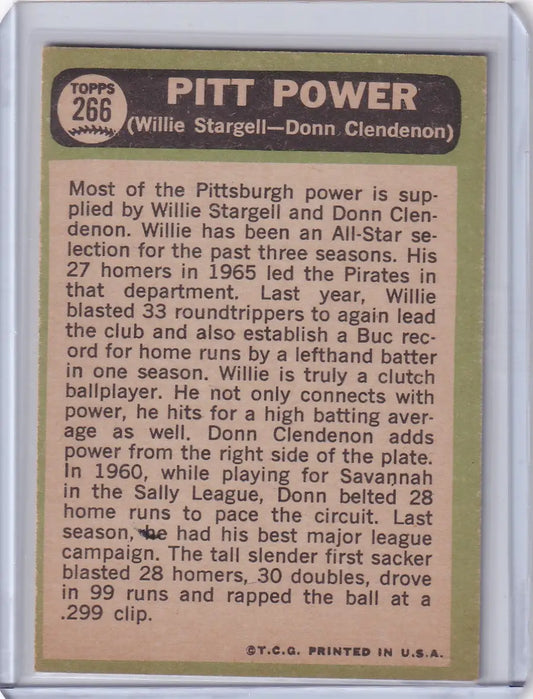 TOPPS
266
PITT POWER
(Willie Stargell—Donn Clendenon)
Most of the Pittsburgh power is sup-
plied by Willie Stargell and Donn Clen-
denon. Willie has been an All-Star se-
lection for the past three seasons. His
27 homers in 1965 led the Pirates in
that department. Last year, Willie
blasted 33 roundtrippers to again lead
the club and also establish a Buc rec-
ord for home runs by a lefthand batter
in one season. Willie is truly a clutch
ballplayer. He not only connects with
power, he hits for a high batting aver-
age as well. Donn Clendenon adds
power from the right side of the plate.
In 1960, while playing for Savannah
in the Sally League, Donn belted 28
home runs to pace the circuit. Last
season, he had his best major league
campaign. The tall slender first sacker
blasted 28 homers, 30 doubles, drove
in 99 runs and rapped the ball at a
.299 clip.
©T.C.G. PRINTED IN U.S.A.